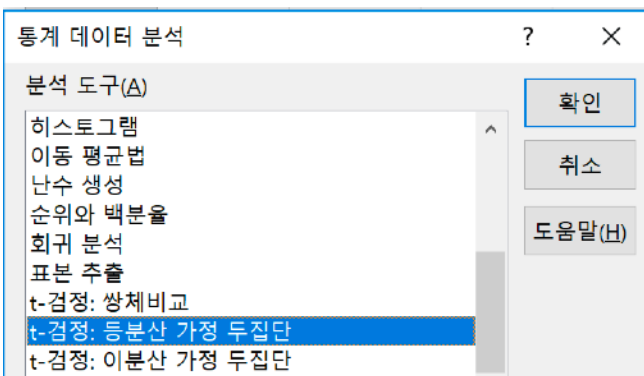 통계 데이터 분석 ?
분석 도구(A)
확인
취소
도움말(H)
히스토그램
이동 평균법
난수 생성
순위와 백분율
회귀 분석
표본 추출
t-검정: 쌍체비교
t-검정: 등분산 가정 두집단
t-검정: 이분산 가정 두집단